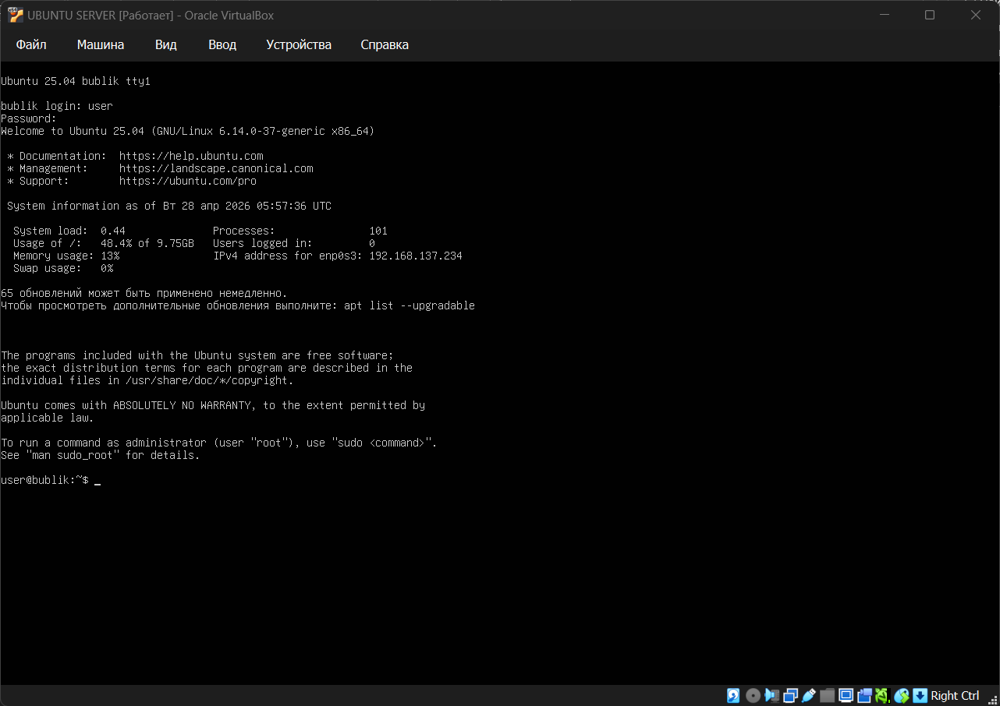 UBUNTU SERVER [Работает] - Oracle VirtualBox
Файл Машина Вид Ввод Устройства Справка
Ubuntu 25.04 bublik tty1
bublik login: user
Password:
Welcome to Ubuntu 25.04 (GNU/Linux 6.14.0-37-generic x86_64)
* Documentation:  https://help.ubuntu.com
* Management:     https://landscape.canonical.com
* Support:        https://ubuntu.com/pro
System information as of Вт 28 апр 2026 05:57:36 UTC
System load:  0.44              Processes:               101
Usage of /:   48.4% of 9.75GB   Users logged in:         0
Memory usage: 13%               IPv4 address for enp0s3: 192.168.137.234
Swap usage:   0%
65 обновлений может быть применено немедленно.
Чтобы просмотреть дополнительные обновления выполните: apt list --upgradable
The programs included with the Ubuntu system are free software;
the exact distribution terms for each program are described in the
individual files in /usr/share/doc/*/copyright.
Ubuntu comes with ABSOLUTELY NO WARRANTY, to the extent permitted by
applicable law.
To run a command as administrator (user "root"), use "sudo <command>".
See "man sudo_root" for details.
user@bublik:~$ _
Right Ctrl